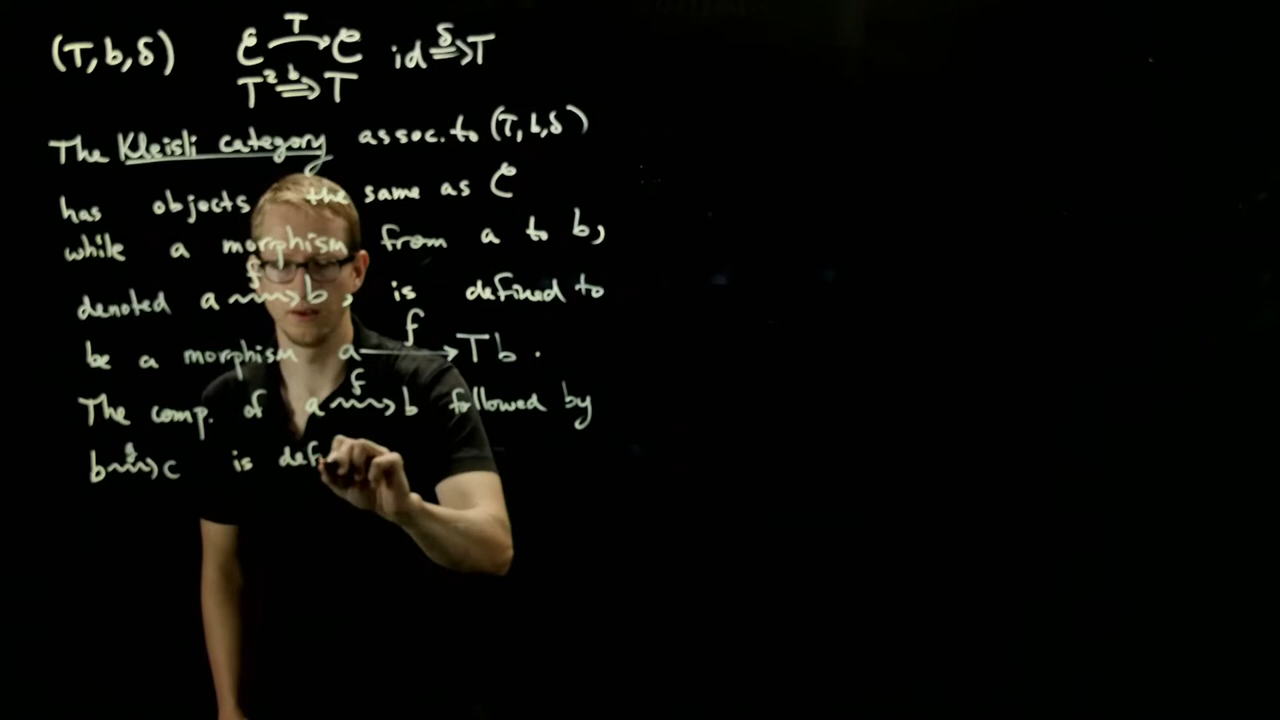 (T, b, δ) 𝒞 --T--> 𝒞 id =δ=> T
T² =b=> T
The Kleisli category assoc. to (T, b, δ)
has objects the same as 𝒞
while a morphism from a to b,
denoted a ~f~> b, is defined to
be a morphism a --f--> Tb.
The comp. of a ~f~> b followed by
b ~g~> c is def